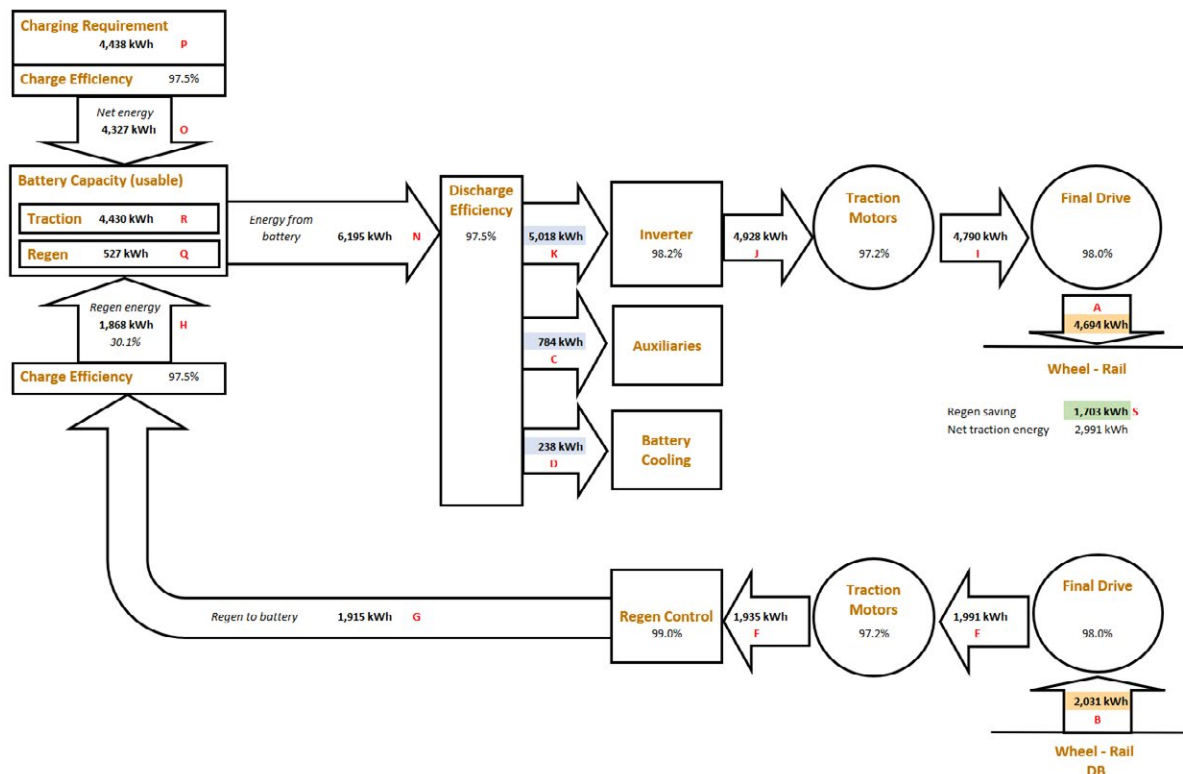 Charging Requirement
4,438 kWh P
Charge Efficiency 97.5%
Net energy
4,327 kWh O
Battery Capacity (usable)
Traction 4,430 kWh R
Regen 527 kWh Q
Regen energy
1,868 kWh H
30.1%
Charge Efficiency 97.5%
Energy from
battery 6,195 kWh N
Discharge
Efficiency
97.5%
5,018 kWh
K
Inverter
98.2%
4,928 kWh
J
Traction
Motors
97.2%
4,790 kWh
I
Final Drive
98.0%
A
4,694 kWh
Wheel - Rail
784 kWh
C
Auxiliaries
238 kWh
D
Battery
Cooling
Regen saving 1,703 kWh S
Net traction energy 2,991 kWh
Regen to battery 1,915 kWh G
Regen Control
99.0%
1,935 kWh
F
Traction
Motors
97.2%
1,991 kWh
E
Final Drive
98.0%
2,031 kWh
B
Wheel - Rail
DB